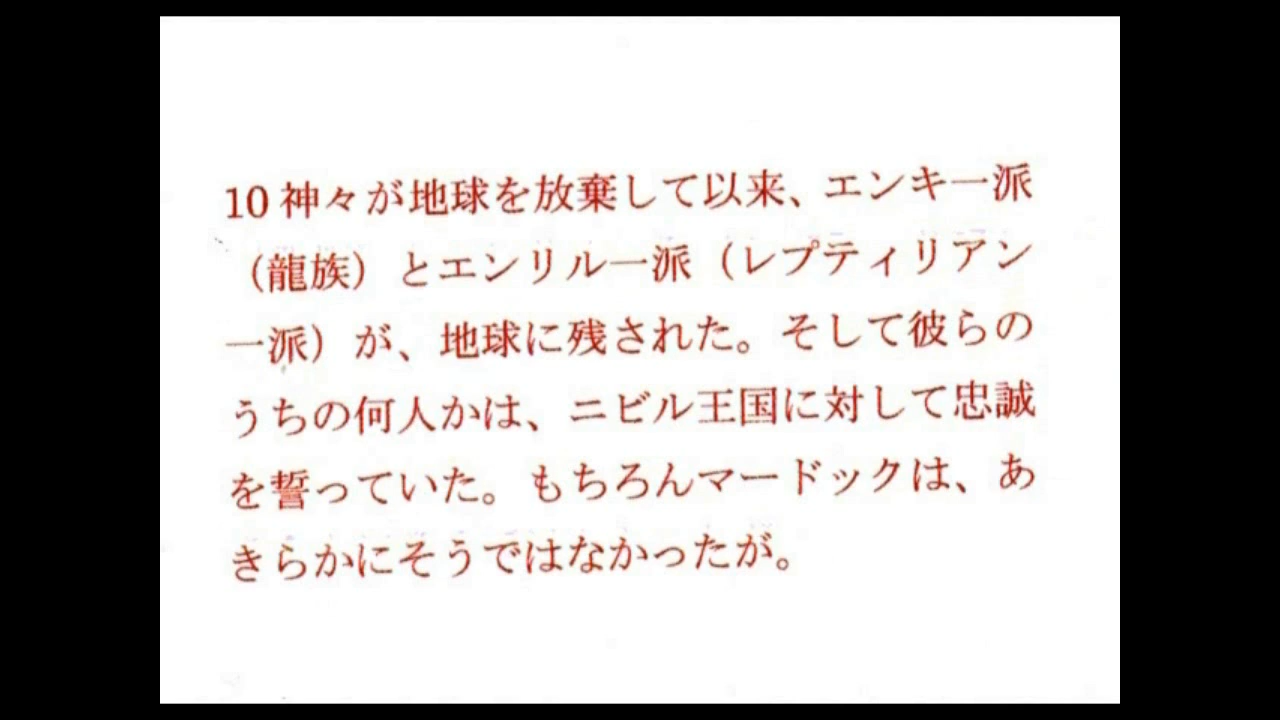 10 神々が地球を放棄して以来、エンキ一派
（龍族）とエンリル一派（レプティリアン
一派）が、地球に残された。そして彼らの
うちの何人かは、ニビル王国に対して忠誠
を誓っていた。もちろんマードックは、あ
きらかにそうではなかったが。